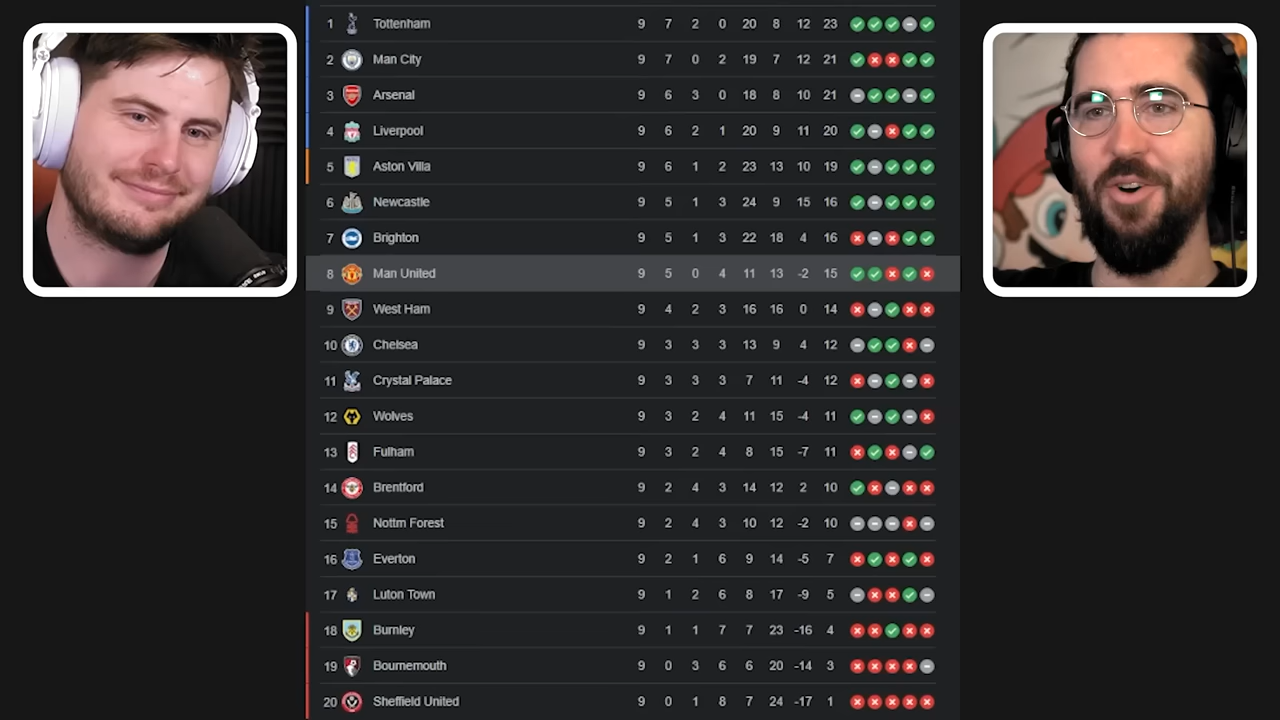 1 Tottenham 9 7 2 0 20 8 12 23
2 Man City 9 7 0 2 19 7 12 21
3 Arsenal 9 6 3 0 18 8 10 21
4 Liverpool 9 6 2 1 20 9 11 20
5 Aston Villa 9 6 1 2 23 13 10 19
6 Newcastle 9 5 1 3 24 9 15 16
7 Brighton 9 5 1 3 22 18 4 16
8 Man United 9 5 0 4 11 13 -2 15
9 West Ham 9 4 2 3 16 16 0 14
10 Chelsea 9 3 3 3 13 9 4 12
11 Crystal Palace 9 3 3 3 7 11 -4 12
12 Wolves 9 3 2 4 11 15 -4 11
13 Fulham 9 3 2 4 8 15 -7 11
14 Brentford 9 2 4 3 14 12 2 10
15 Nottm Forest 9 2 4 3 10 12 -2 10
16 Everton 9 2 1 6 9 14 -5 7
17 Luton Town 9 1 2 6 8 17 -9 5
18 Burnley 9 1 1 7 7 23 -16 4
19 Bournemouth 9 0 3 6 6 20 -14 3
20 Sheffield United 9 0 1 8 7 24 -17 1